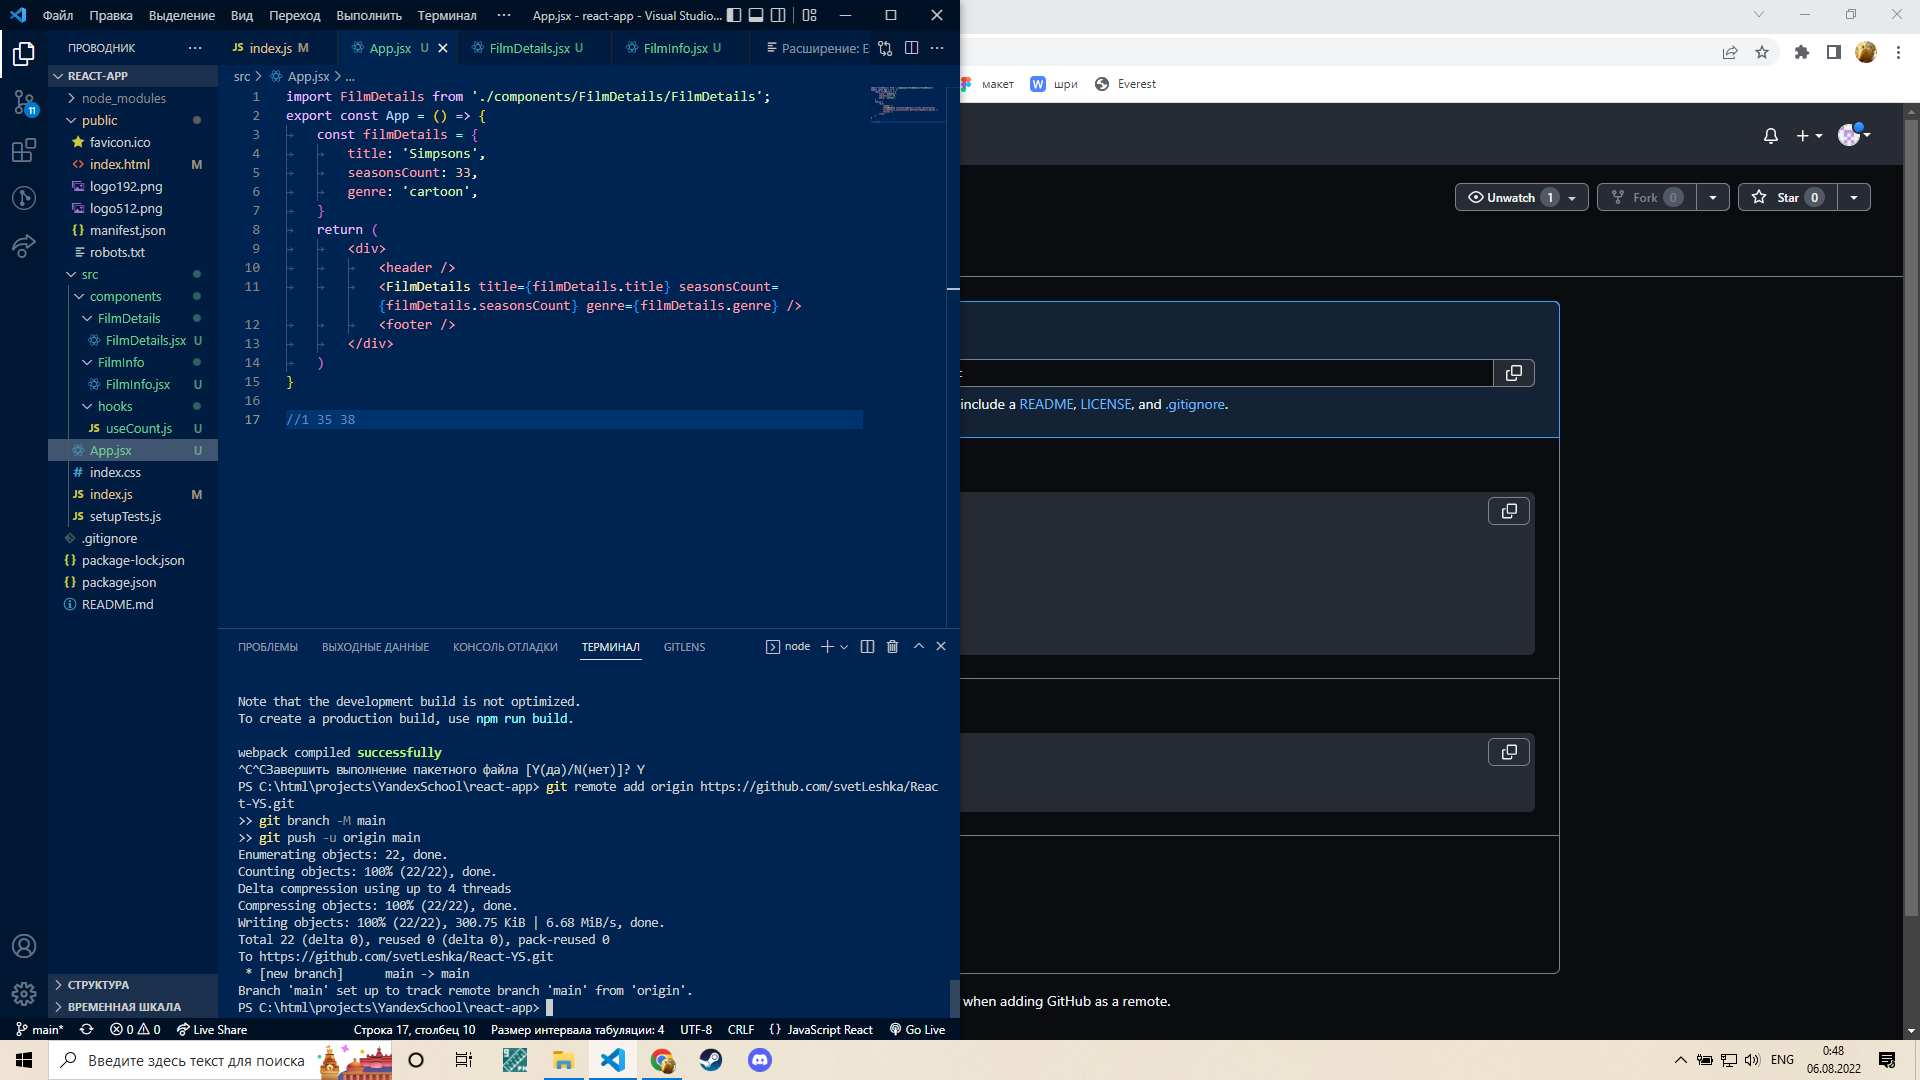 Файл Правка Выделение Вид Переход Выполнить Терминал ··· App.jsx - react-app - Visual Studio...
ПРОВОДНИК ···
REACT-APP
node_modules
public
favicon.ico
index.html M
logo192.png
logo512.png
manifest.json
robots.txt
src
components
FilmDetails
FilmDetails.jsx U
FilmInfo
FilmInfo.jsx U
hooks
useCount.js U
App.jsx U
index.css
index.js M
setupTests.js
.gitignore
package-lock.json
package.json
README.md
СТРУКТУРА
ВРЕМЕННАЯ ШКАЛА
11
index.js M App.jsx U FilmDetails.jsx U FilmInfo.jsx U Расширение: E
src > App.jsx > ...
1 import FilmDetails from './components/FilmDetails/FilmDetails';
2 export const App = () => {
3 const filmDetails = {
4 title: 'Simpsons',
5 seasonsCount: 33,
6 genre: 'cartoon',
7 }
8 return (
9 <div>
10 <header />
11 <FilmDetails title={filmDetails.title} seasonsCount=
{filmDetails.seasonsCount} genre={filmDetails.genre} />
12 <footer />
13 </div>
14 )
15 }
16
17 //1 35 38
ПРОБЛЕМЫ ВЫХОДНЫЕ ДАННЫЕ КОНСОЛЬ ОТЛАДКИ ТЕРМИНАЛ GITLENS node
Note that the development build is not optimized.
To create a production build, use npm run build.
webpack compiled successfully
^C^CЗавершить выполнение пакетного файла [Y(да)/N(нет)]? Y
PS C:\html\projects\YandexSchool\react-app> git remote add origin https://github.com/svetLeshka/Reac
t-YS.git
>> git branch -M main
>> git push -u origin main
Enumerating objects: 22, done.
Counting objects: 100% (22/22), done.
Delta compression using up to 4 threads
Compressing objects: 100% (22/22), done.
Writing objects: 100% (22/22), 300.75 KiB | 6.68 MiB/s, done.
Total 22 (delta 0), reused 0 (delta 0), pack-reused 0
To https://github.com/svetLeshka/React-YS.git
* [new branch] main -> main
Branch 'main' set up to track remote branch 'main' from 'origin'.
PS C:\html\projects\YandexSchool\react-app>
main* 0 0 Live Share Строка 17, столбец 10 Размер интервала табуляции: 4 UTF-8 CRLF {} JavaScript React Go Live
макет шри Everest
Unwatch 1 Fork 0 Star 0
include a README, LICENSE, and .gitignore.
when adding GitHub as a remote.
Введите здесь текст для поиска
ENG
0:48
06.08.2022